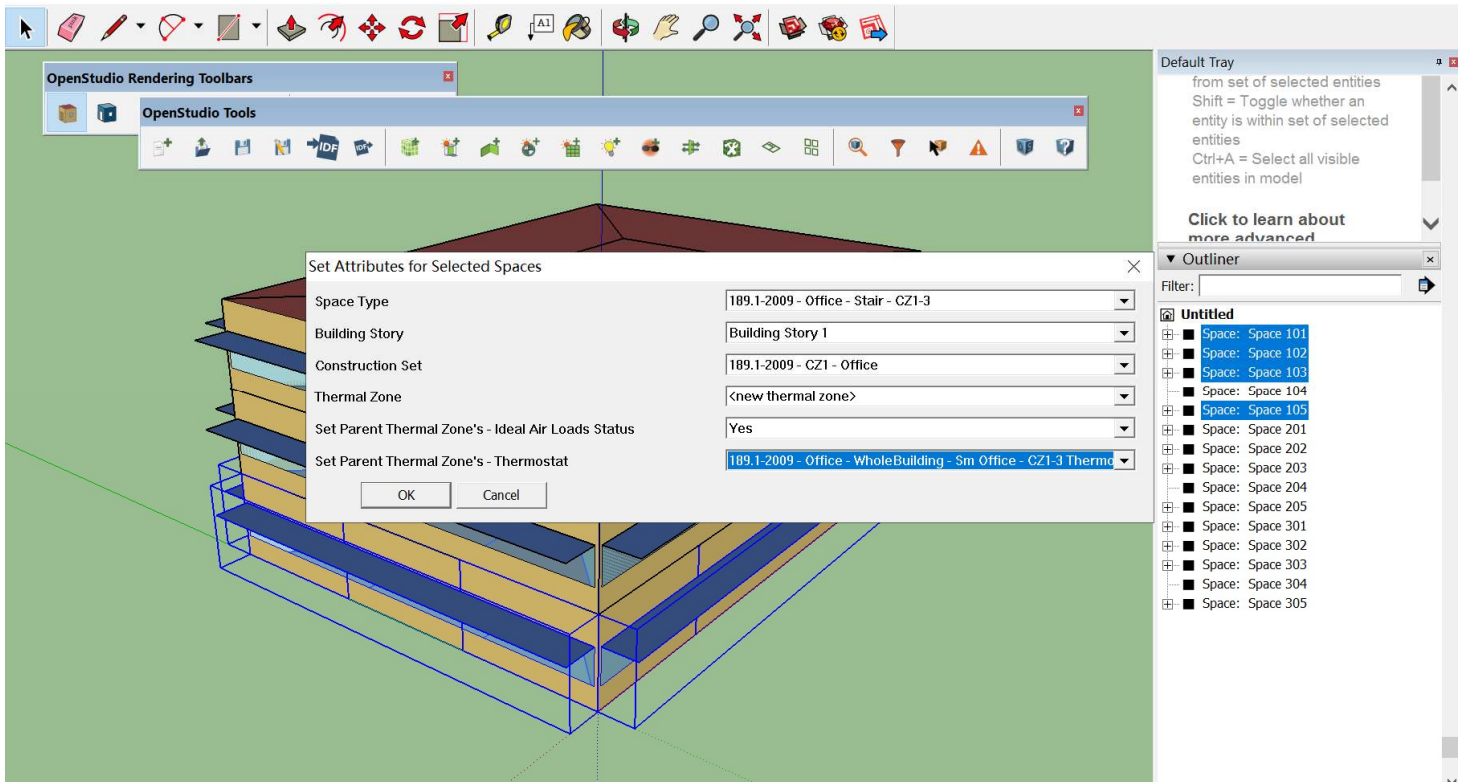 A1
OpenStudio Rendering Toolbars
OpenStudio Tools
IDF
IDF
Default Tray
from set of selected entities
Shift = Toggle whether an
entity is within set of selected
entities
Ctrl+A = Select all visible
entities in model
Click to learn about
more advanced
Outliner
Filter:
Untitled
Space: Space 101
Space: Space 102
Space: Space 103
Space: Space 104
Space: Space 105
Space: Space 201
Space: Space 202
Space: Space 203
Space: Space 204
Space: Space 205
Space: Space 301
Space: Space 302
Space: Space 303
Space: Space 304
Space: Space 305
Set Attributes for Selected Spaces
Space Type 189.1-2009 - Office - Stair - CZ1-3
Building Story Building Story 1
Construction Set 189.1-2009 - CZ1 - Office
Thermal Zone <new thermal zone>
Set Parent Thermal Zone's - Ideal Air Loads Status Yes
Set Parent Thermal Zone's - Thermostat 189.1-2009 - Office - WholeBuilding - Sm Office - CZ1-3 Thermo
OK Cancel